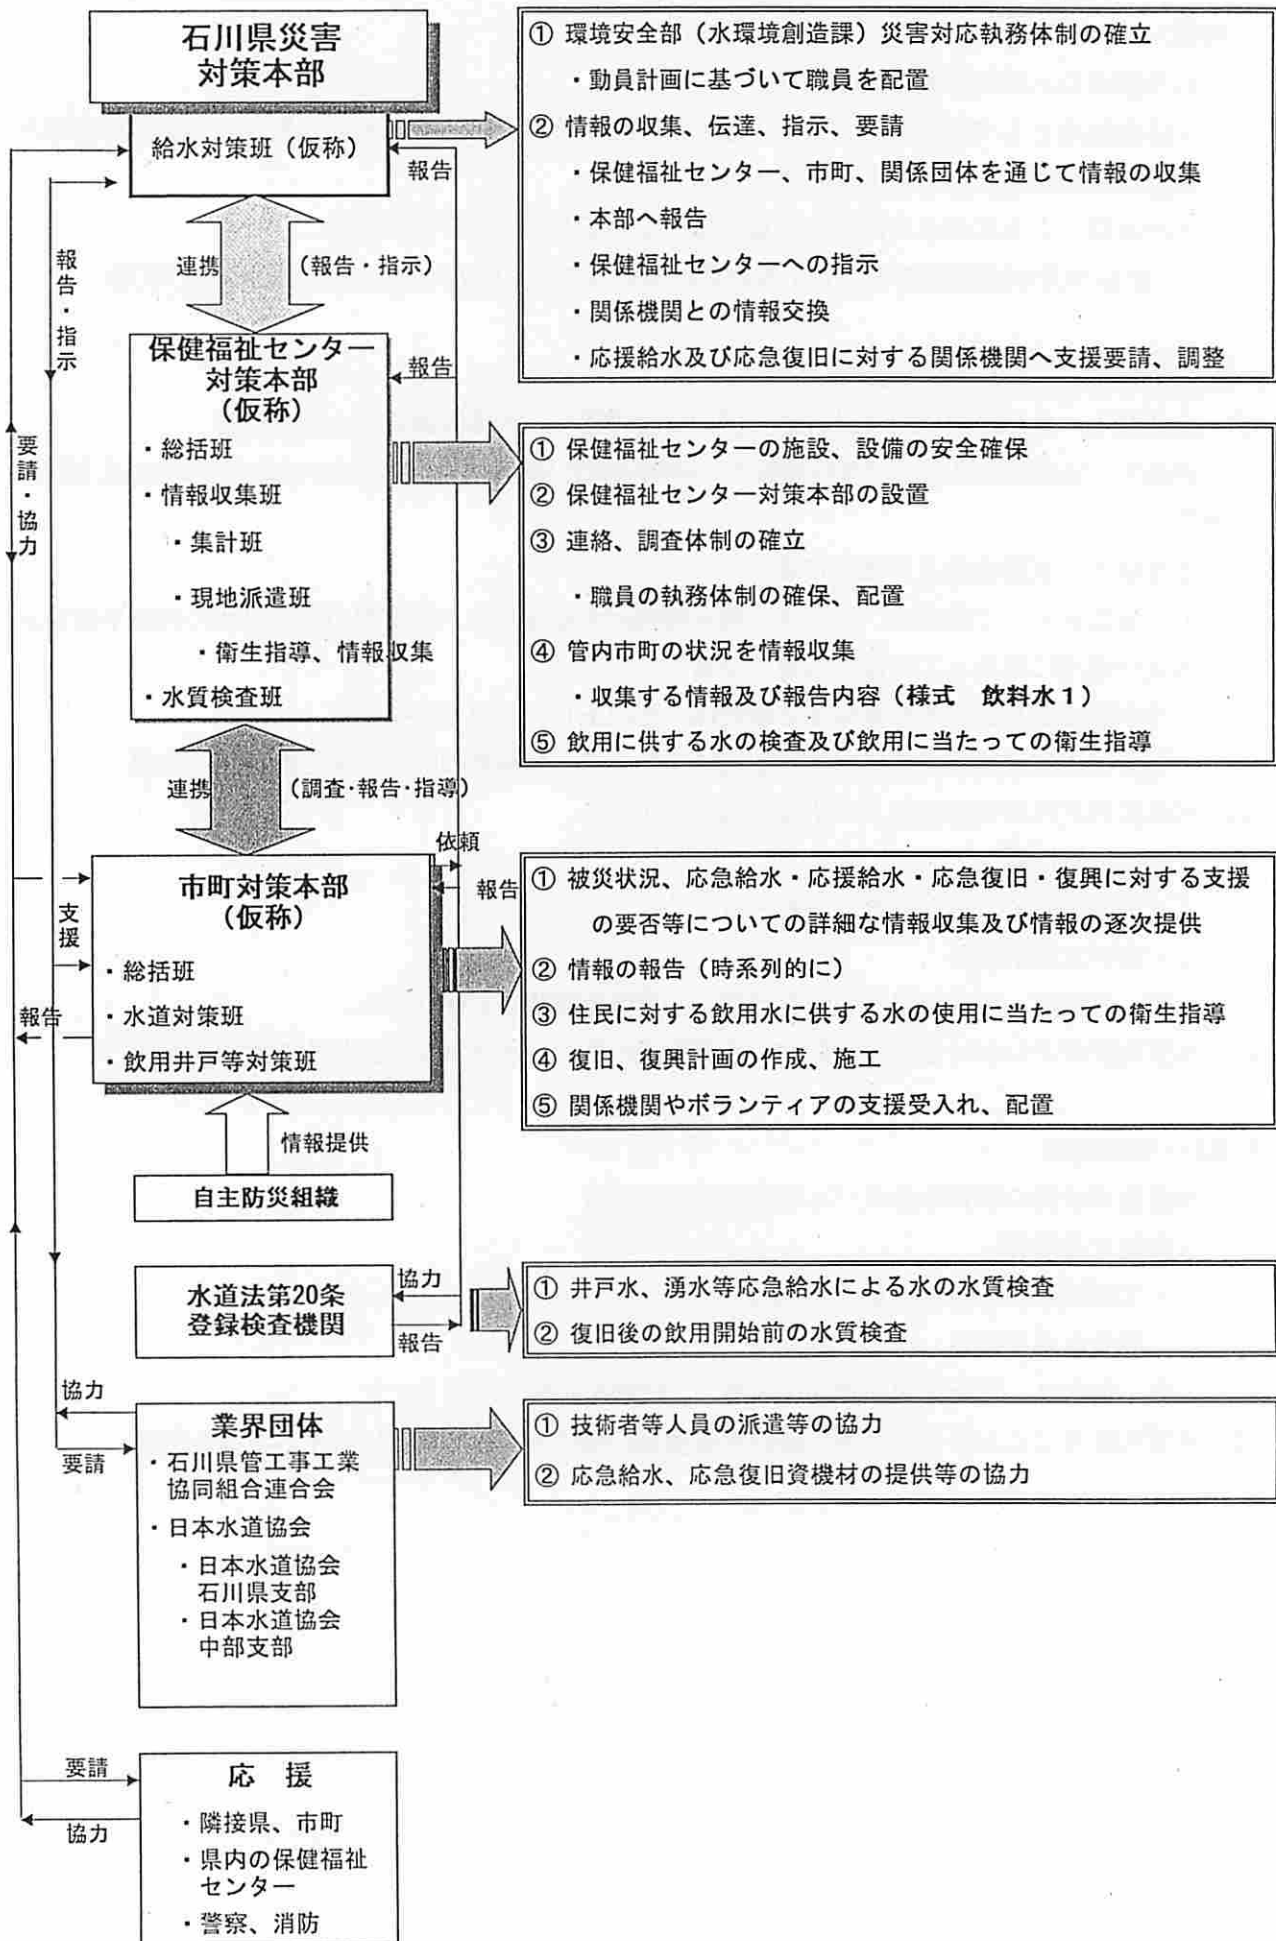 石川県災害
対策本部
給水対策班（仮称）
報告
① 環境安全部（水環境創造課）災害対応執務体制の確立
・動員計画に基づいて職員を配置
② 情報の収集、伝達、指示、要請
・保健福祉センター、市町、関係団体を通じて情報の収集
・本部へ報告
・保健福祉センターへの指示
・関係機関との情報交換
・応援給水及び応急復旧に対する関係機関へ支援要請、調整
報告・指示
連携
（報告・指示）
要請・協力
保健福祉センター
対策本部
（仮称）
報告
・総括班
・情報収集班
・集計班
・現地派遣班
・衛生指導、情報収集
・水質検査班
① 保健福祉センターの施設、設備の安全確保
② 保健福祉センター対策本部の設置
③ 連絡、調査体制の確立
・職員の執務体制の確保、配置
④ 管内市町の状況を情報収集
・収集する情報及び報告内容（様式　飲料水１）
⑤ 飲用に供する水の検査及び飲用に当たっての衛生指導
連携
（調査・報告・指導）
依頼
報告
支援
報告
市町対策本部
（仮称）
・総括班
・水道対策班
・飲用井戸等対策班
① 被災状況、応急給水・応援給水・応急復旧・復興に対する支援
の要否等についての詳細な情報収集及び情報の逐次提供
② 情報の報告（時系列的に）
③ 住民に対する飲用水に供する水の使用に当たっての衛生指導
④ 復旧、復興計画の作成、施工
⑤ 関係機関やボランティアの支援受入れ、配置
情報提供
自主防災組織
水道法第20条
登録検査機関
協力
報告
① 井戸水、湧水等応急給水による水の水質検査
② 復旧後の飲用開始前の水質検査
協力
要請
業界団体
・石川県管工事工業
協同組合連合会
・日本水道協会
・日本水道協会
石川県支部
・日本水道協会
中部支部
① 技術者等人員の派遣等の協力
② 応急給水、応急復旧資機材の提供等の協力
要請
協力
応　援
・隣接県、市町
・県内の保健福祉
センター
・警察、消防